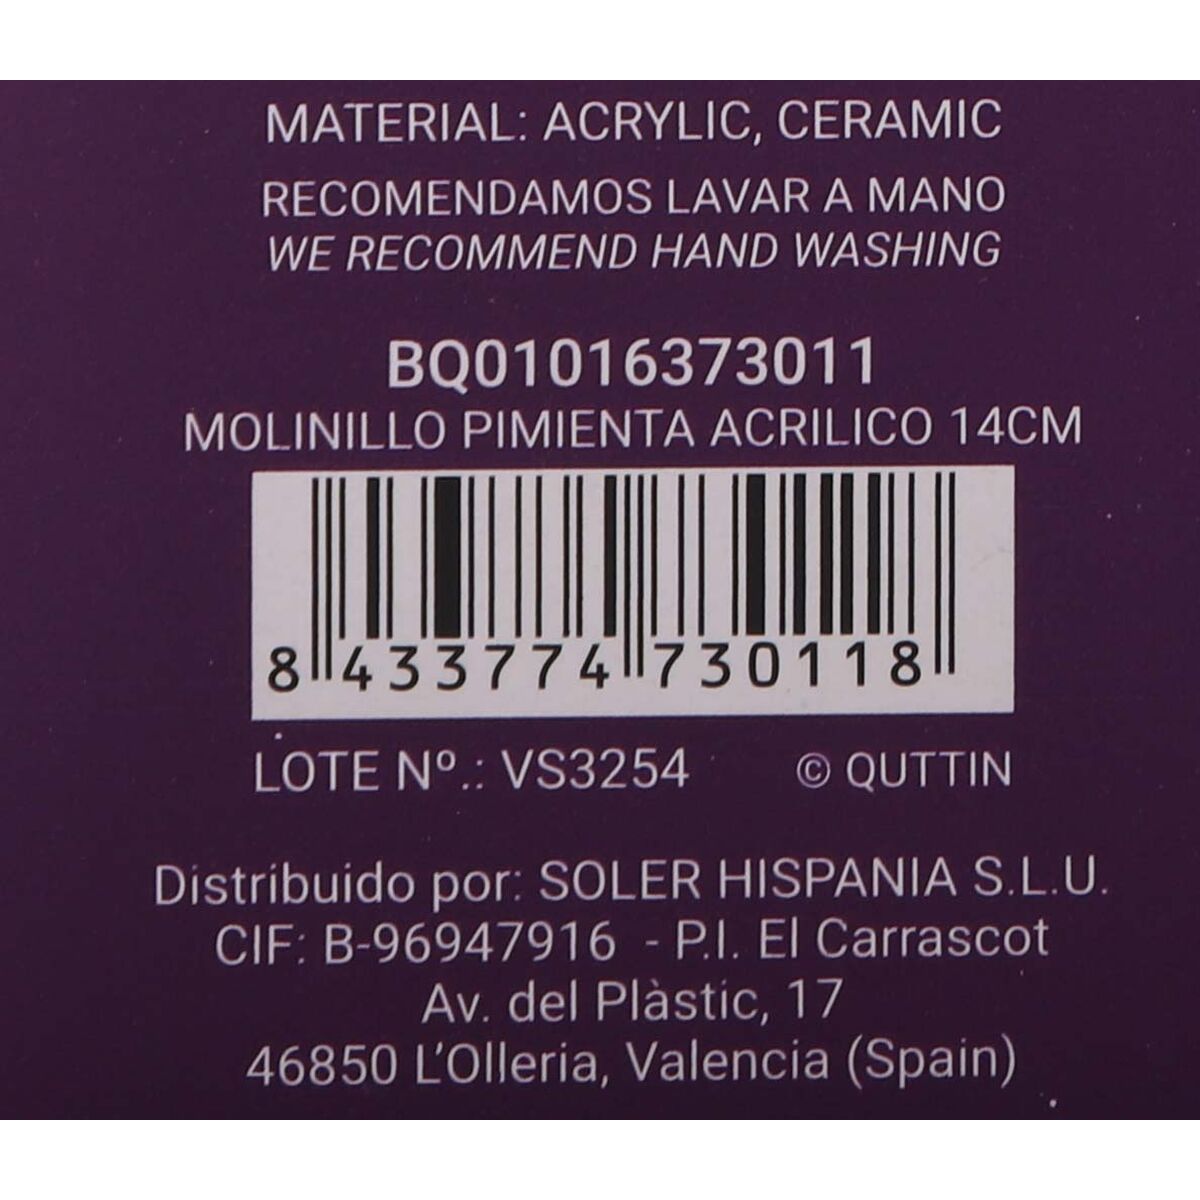 MATERIAL: ACRYLIC, CERAMIC
RECOMENDAMOS LAVAR A MANO
WE RECOMMEND HAND WASHING
BQ01016373011
MOLINILLO PIMIENTA ACRILICO 14CM
8 433774 730118
LOTE Nº.: VS3254 © QUTTIN
Distribuido por: SOLER HISPANIA S.L.U.
CIF: B-96947916 - P.I. El Carrascot
Av. del Plàstic, 17
46850 L'Olleria, Valencia (Spain)